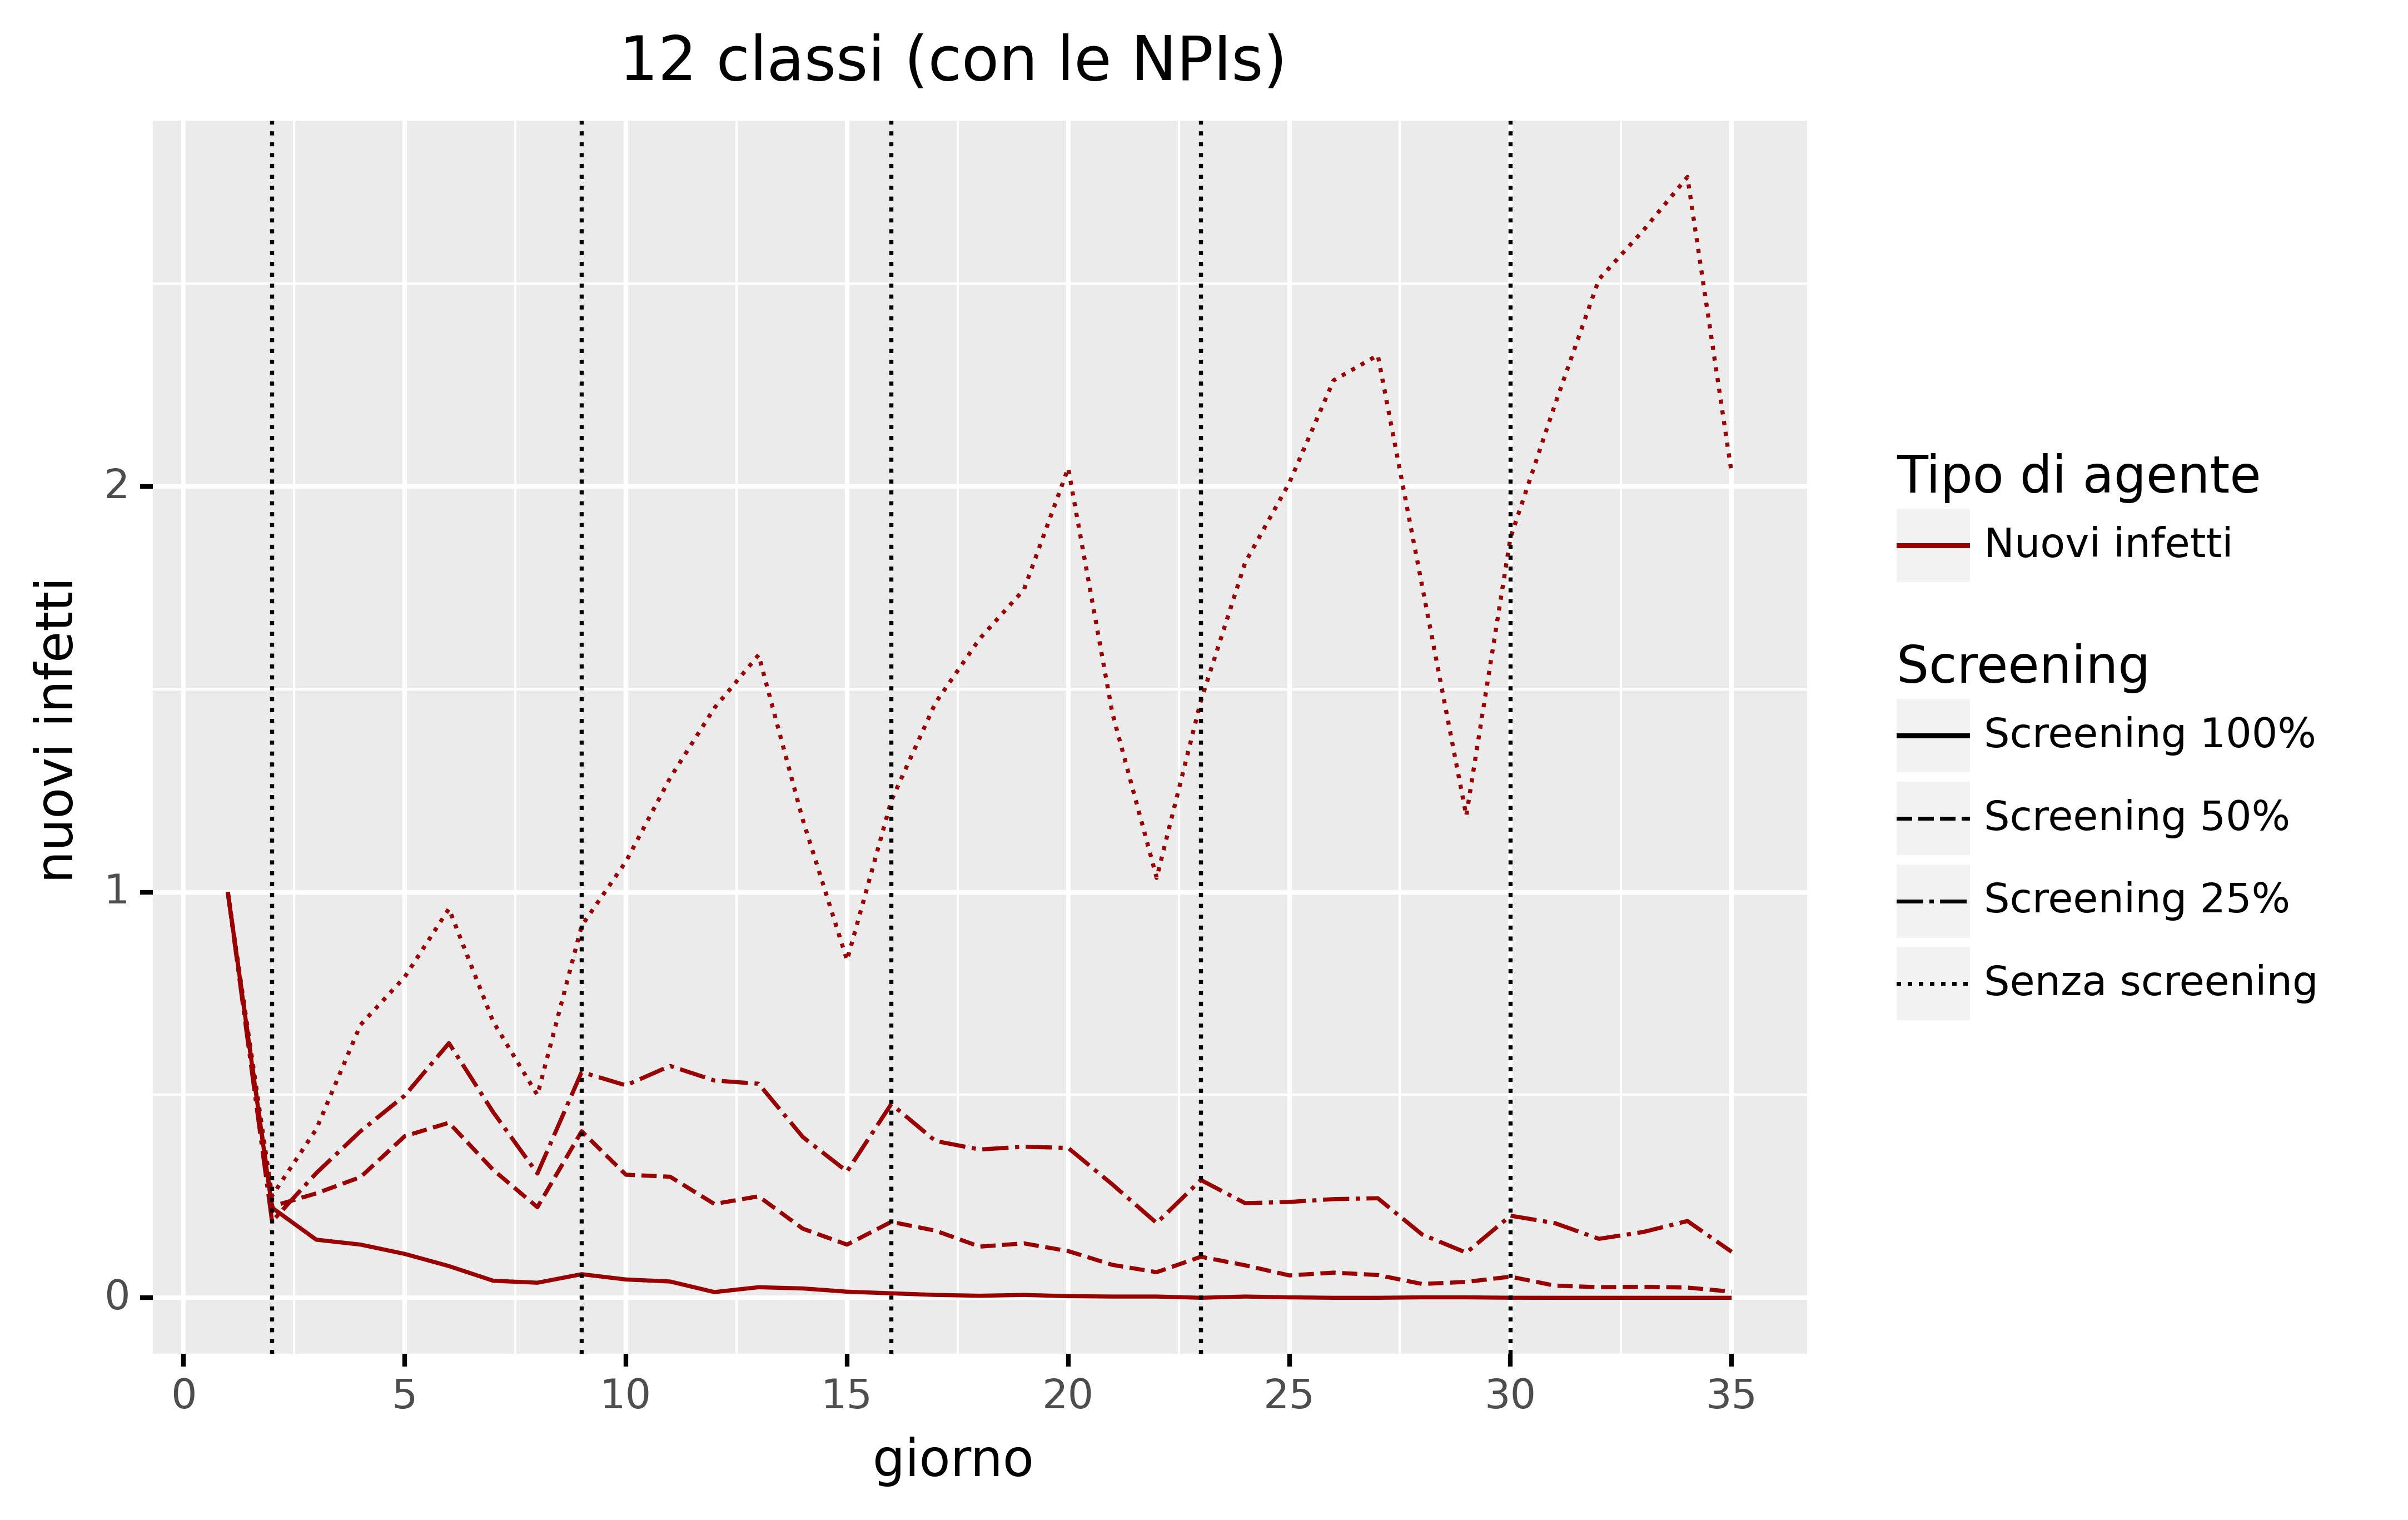 12 classi (con le NPIs)
nuovi infetti
2
1
0
0 5 10 15 20 25 30 35
giorno
Tipo di agente
Nuovi infetti
Screening
Screening 100%
Screening 50%
Screening 25%
Senza screening